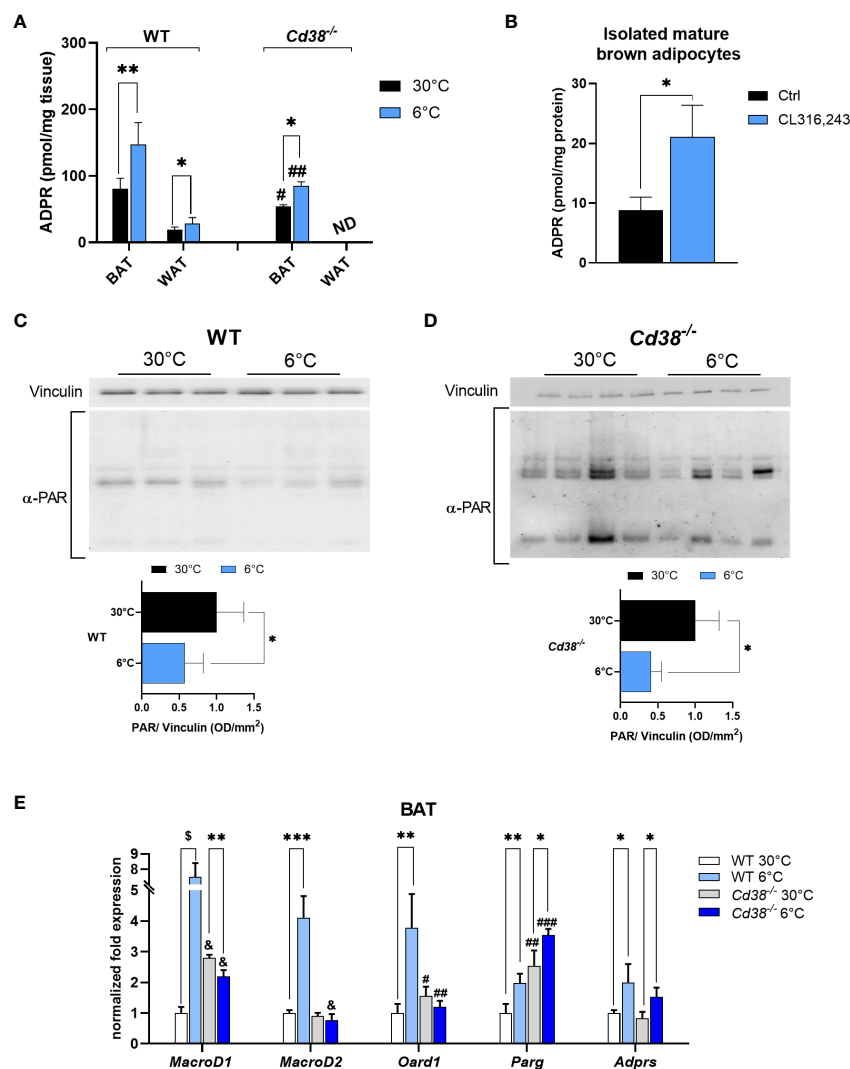 A
WT
Cd38-/-
ADPR (pmol/mg tissue)
300
200
100
0
**
*
*
#
##
ND
BAT
WAT
BAT
WAT
30°C
6°C
B
Isolated mature
brown adipocytes
ADPR (pmol/mg protein)
30
20
10
0
*
Ctrl
CL316,243
C
WT
30°C 6°C
Vinculin
α-PAR
30°C 6°C
WT
30°C
6°C
*
0.0 0.5 1.0 1.5
PAR/ Vinculin (OD/mm2)
D
Cd38-/-
30°C 6°C
Vinculin
α-PAR
30°C 6°C
Cd38-/-
30°C
6°C
*
0.0 0.5 1.0 1.5
PAR/ Vinculin (OD/mm2)
E
BAT
normalized fold expression
9
8
5
4
3
2
1
0
$ ** *** ** ** * * *
& & & # ## ## ###
MacroD1 MacroD2 Oard1 Parg Adprs
WT 30°C
WT 6°C
Cd38-/- 30°C
Cd38-/- 6°C